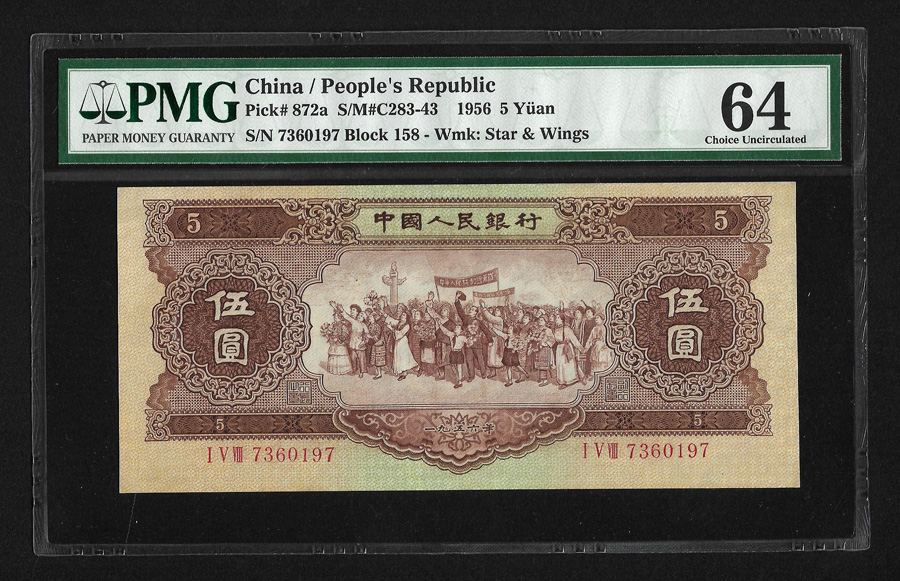 PMG
PAPER MONEY GUARANTY
China / People's Republic
Pick# 872a S/M#C283-43 1956 5 Yüan
S/N 7360197 Block 158 - Wmk: Star & Wings
64
Choice Uncirculated
5 中國人民銀行 5
伍圓 伍圓
5 一九五六年 5
I V VIII 7360197 I V VIII 7360197